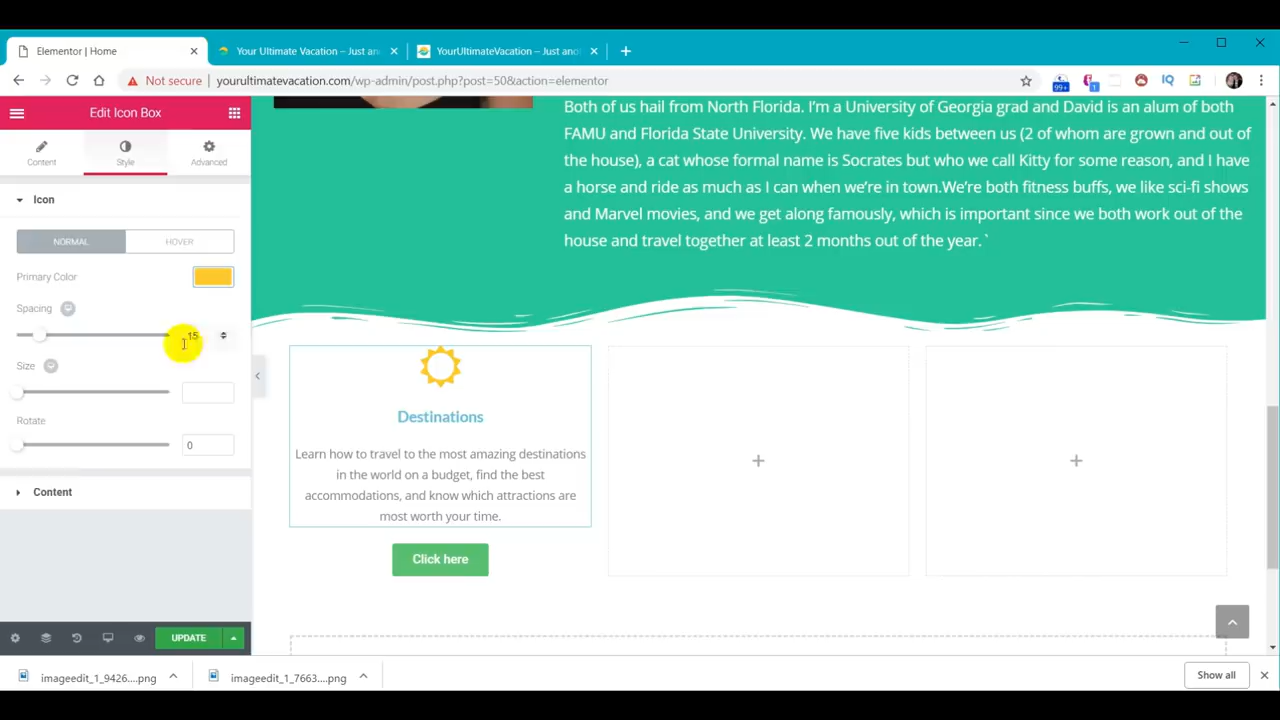 Elementor | Home
Your Ultimate Vacation – Just an
YourUltimateVacation – Just anot
Not secure
yourultimatevacation.com/wp-admin/post.php?post=50&action=elementor
99+
1
IQ
Edit Icon Box
Content
Style
Advanced
Icon
NORMAL
HOVER
Primary Color
Spacing
15
Size
Rotate
0
Content
UPDATE
Both of us hail from North Florida. I'm a University of Georgia grad and David is an alum of both
FAMU and Florida State University. We have five kids between us (2 of whom are grown and out of
the house), a cat whose formal name is Socrates but who we call Kitty for some reason, and I have
a horse and ride as much as I can when we're in town.We're both fitness buffs, we like sci-fi shows
and Marvel movies, and we get along famously, which is important since we both work out of the
house and travel together at least 2 months out of the year. `
Destinations
Learn how to travel to the most amazing destinations
in the world on a budget, find the best
accommodations, and know which attractions are
most worth your time.
Click here
imageedit_1_9426....png
imageedit_1_7663....png
Show all